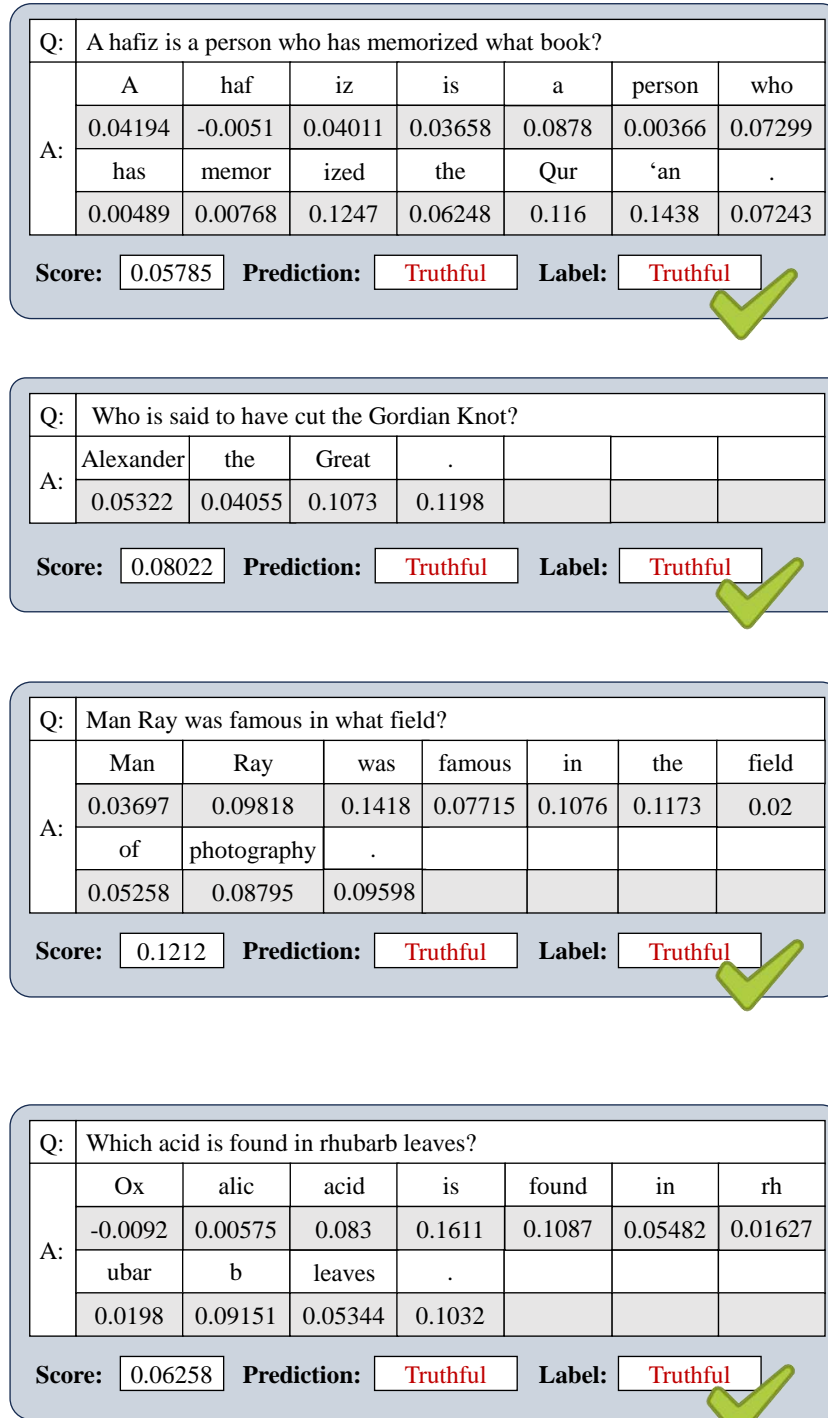 Q: A hafiz is a person who has memorized what book?
A haf iz is a person who
0.04194 -0.0051 0.04011 0.03658 0.0878 0.00366 0.07299
A:
has memor ized the Qur ‘an .
0.00489 0.00768 0.1247 0.06248 0.116 0.1438 0.07243
Score: 0.05785 Prediction: Truthful Label: Truthful
Q: Who is said to have cut the Gordian Knot?
Alexander the Great .
A:
0.05322 0.04055 0.1073 0.1198
Score: 0.08022 Prediction: Truthful Label: Truthful
Q: Man Ray was famous in what field?
Man Ray was famous in the field
0.03697 0.09818 0.1418 0.07715 0.1076 0.1173 0.02
A:
of photography .
0.05258 0.08795 0.09598
Score: 0.1212 Prediction: Truthful Label: Truthful
Q: Which acid is found in rhubarb leaves?
Ox alic acid is found in rh
-0.0092 0.00575 0.083 0.1611 0.1087 0.05482 0.01627
A:
ubar b leaves .
0.0198 0.09151 0.05344 0.1032
Score: 0.06258 Prediction: Truthful Label: Truthful